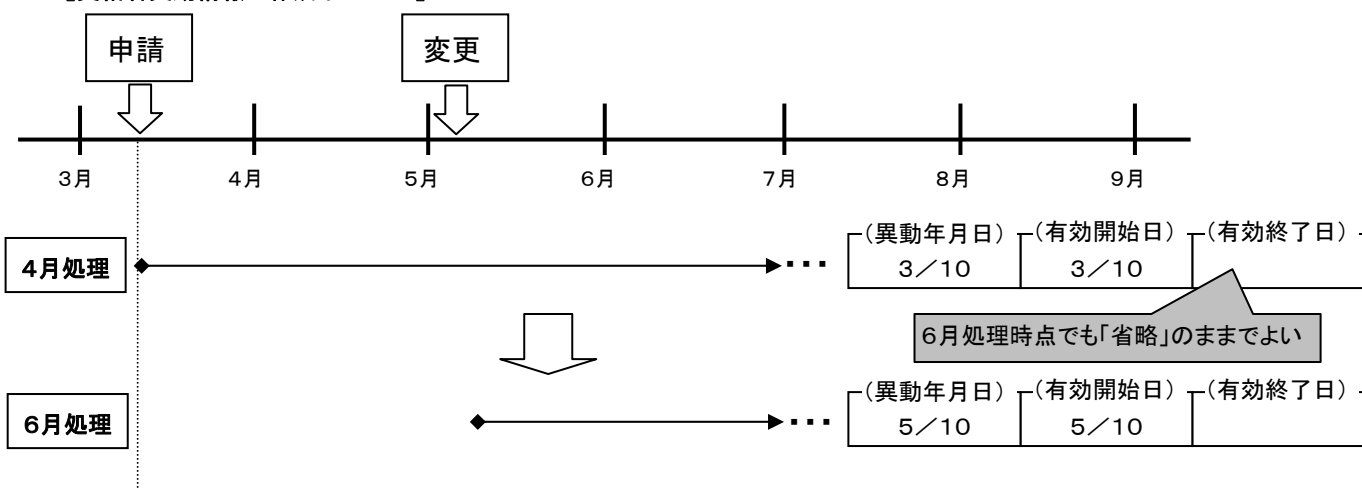 申請
変更
3月
4月
5月
6月
7月
8月
9月
4月処理
(異動年月日)
(有効開始日)
(有効終了日)
3/10
3/10
6月処理時点でも「省略」のままでよい
6月処理
(異動年月日)
(有効開始日)
(有効終了日)
5/10
5/10